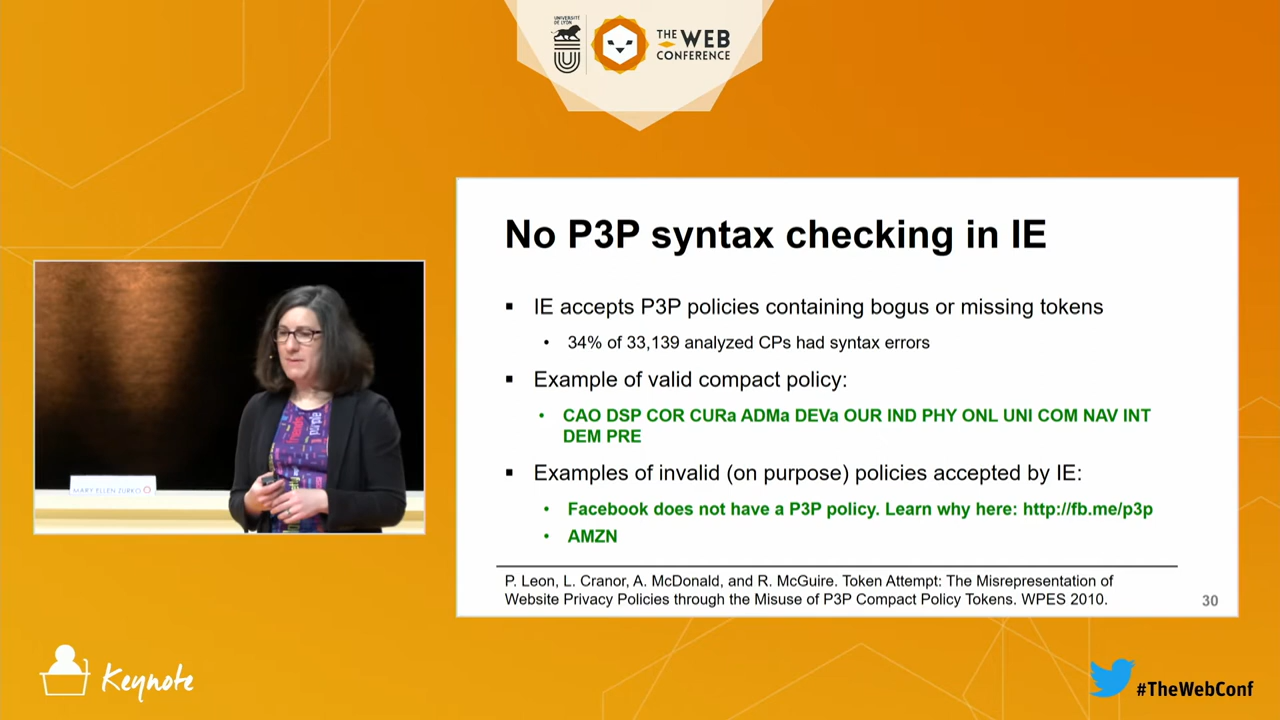 UNIVERSITÉ
DE LYON
THE WEB
CONFERENCE
No P3P syntax checking in IE
▪ IE accepts P3P policies containing bogus or missing tokens
• 34% of 33,139 analyzed CPs had syntax errors
▪ Example of valid compact policy:
• CAO DSP COR CURa ADMa DEVa OUR IND PHY ONL UNI COM NAV INT
DEM PRE
▪ Examples of invalid (on purpose) policies accepted by IE:
• Facebook does not have a P3P policy. Learn why here: http://fb.me/p3p
• AMZN
P. Leon, L. Cranor, A. McDonald, and R. McGuire. Token Attempt: The Misrepresentation of
Website Privacy Policies through the Misuse of P3P Compact Policy Tokens. WPES 2010.
30
friends
people
MARY ELLEN ZURKO
Keynote
#TheWebConf